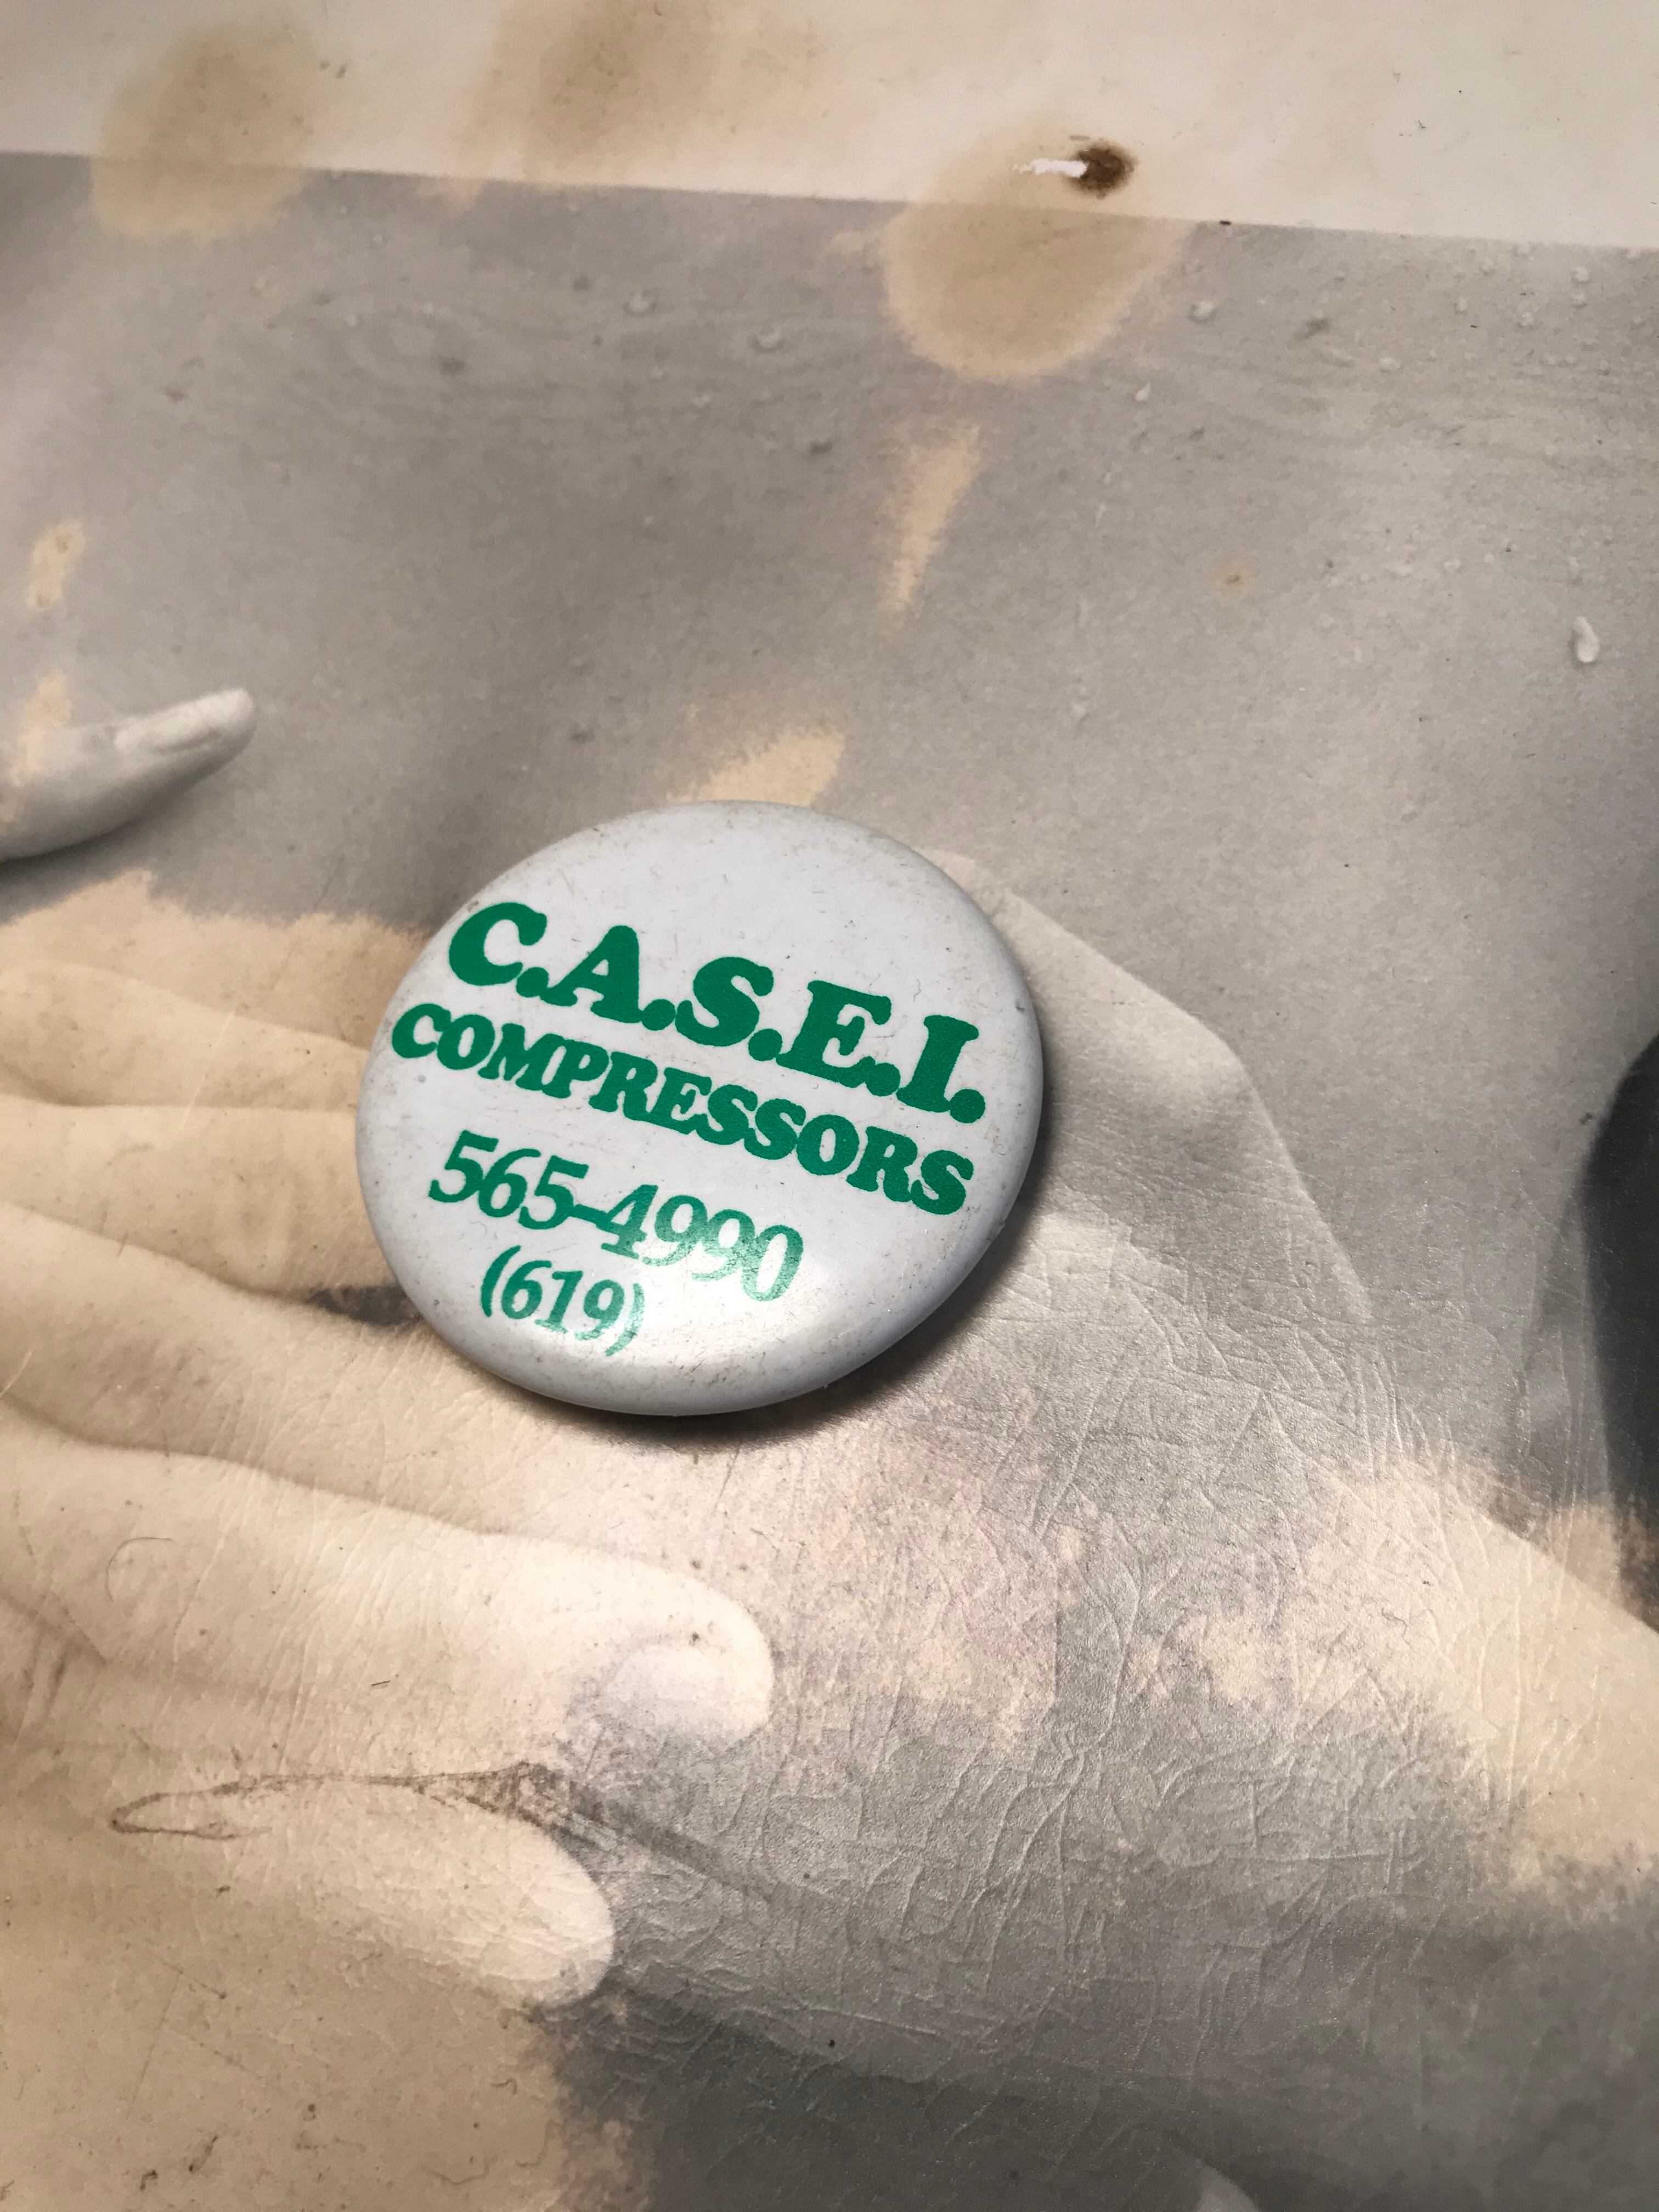 C.A.S.E.I.
COMPRESSORS
565-4990
(619)